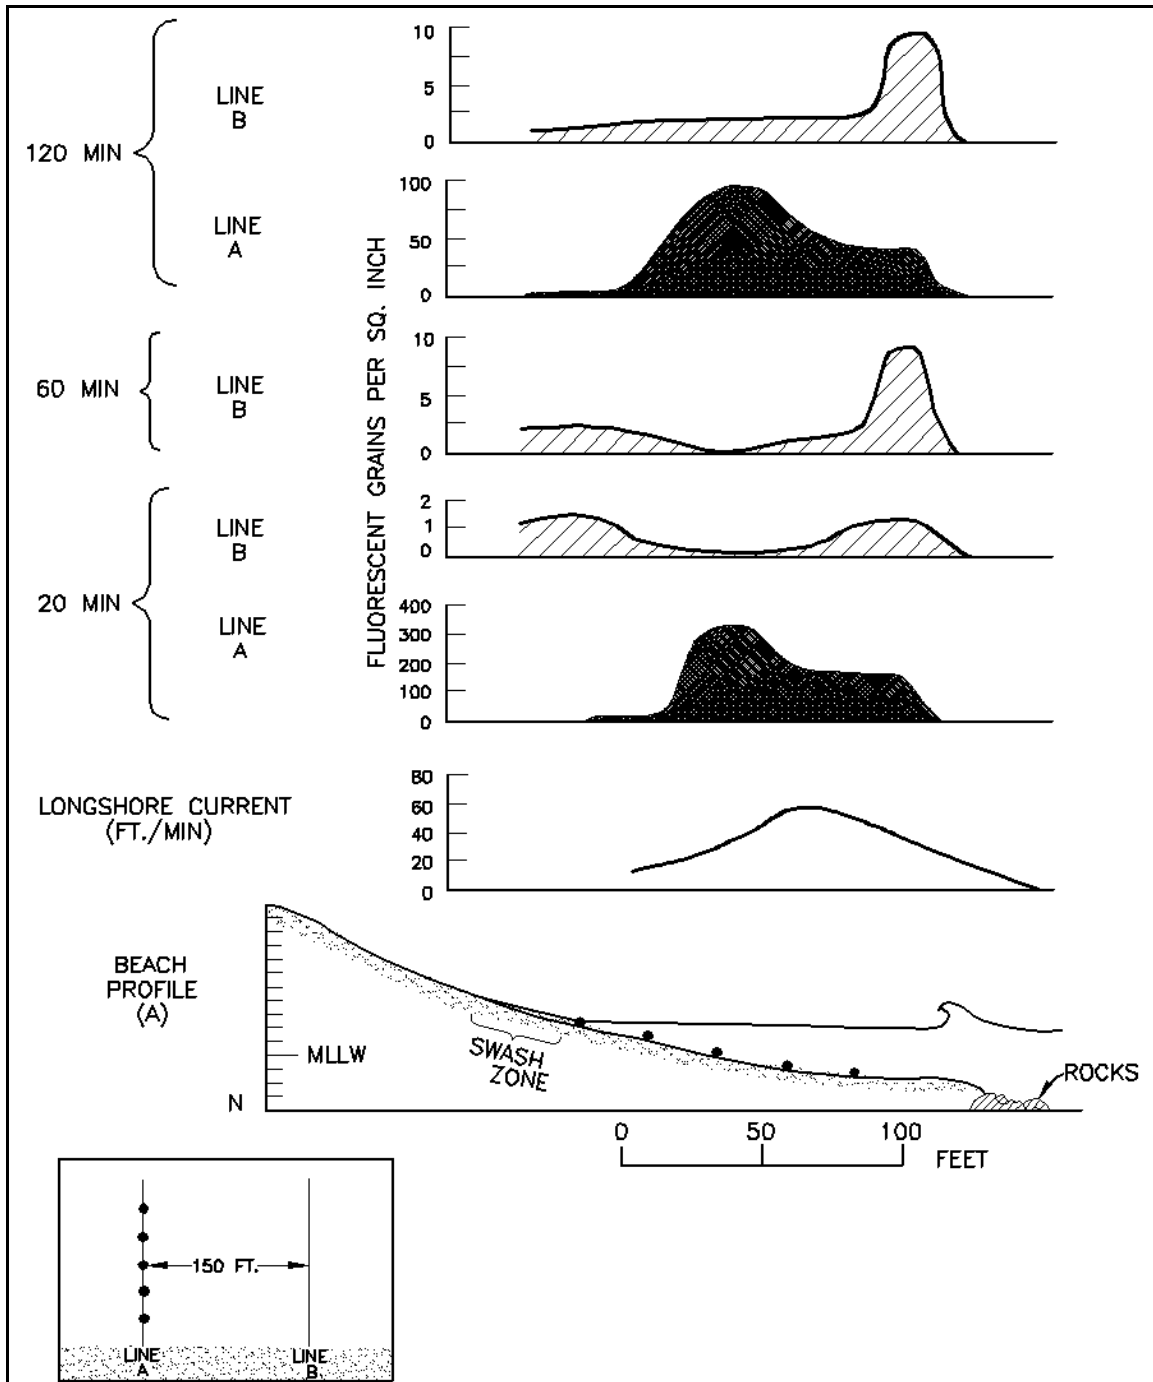 120 MIN
LINE
B
10
5
0
LINE
A
100
50
0
FLUORESCENT GRAINS PER SQ. INCH
60 MIN
LINE
B
10
5
0
20 MIN
LINE
B
2
1
0
LINE
A
400
300
200
100
0
LONGSHORE CURRENT
(FT./MIN)
80
60
40
20
0
BEACH
PROFILE
(A)
MLLW
SWASH
ZONE
ROCKS
N
0 50 100
FEET
150 FT.
LINE
A
LINE
B